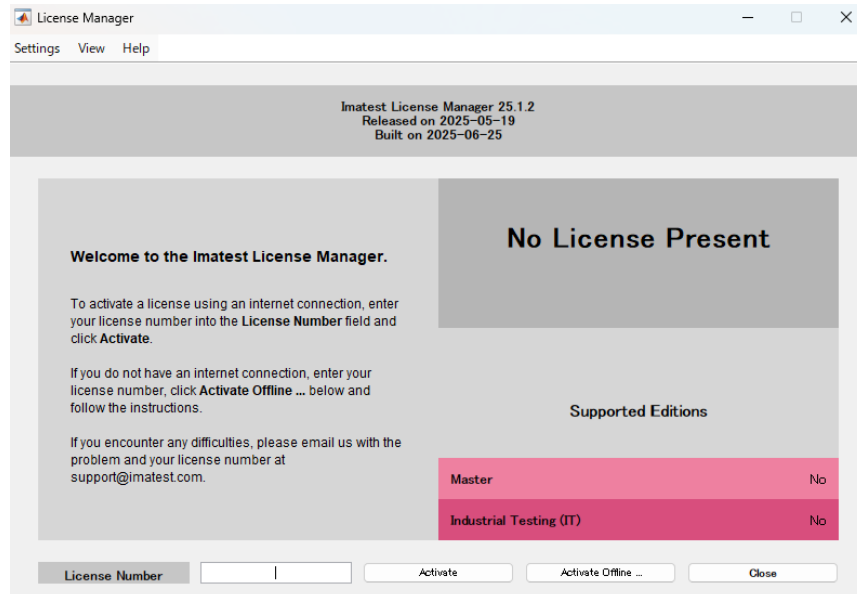 License Manager
Settings View Help
Imatest License Manager 25.1.2
Released on 2025-05-19
Built on 2025-06-25
Welcome to the Imatest License Manager.
To activate a license using an internet connection, enter
your license number into the License Number field and
click Activate.
If you do not have an internet connection, enter your
license number, click Activate Offline ... below and
follow the instructions.
If you encounter any difficulties, please email us with the
problem and your license number at
support@imatest.com.
No License Present
Supported Editions
Master No
Industrial Testing (IT) No
License Number Activate Activate Offline ... Close